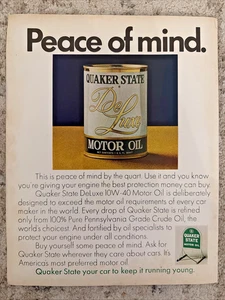 Peace of mind.
QUAKER STATE
De Luxe
MOTOR OIL
This is peace of mind by the quart. Use it and you know
you're giving your engine the best protection money can buy.
Quaker State DeLuxe 10W-40 Motor Oil is deliberately
designed to exceed the motor oil requirements of every car
maker in the world. Every drop of Quaker State is refined
only from 100% Pure Pennsylvania Grade Crude Oil, the
world's choicest. And fortified by oil specialists to
protect your engine under all conditions.
Buy yourself some peace of mind. Ask for
Quaker State wherever they care about cars. It's
America's most preferred motor oil.
Quaker State your car to keep it running young.
QUAKER
STATE
MOTOR OIL